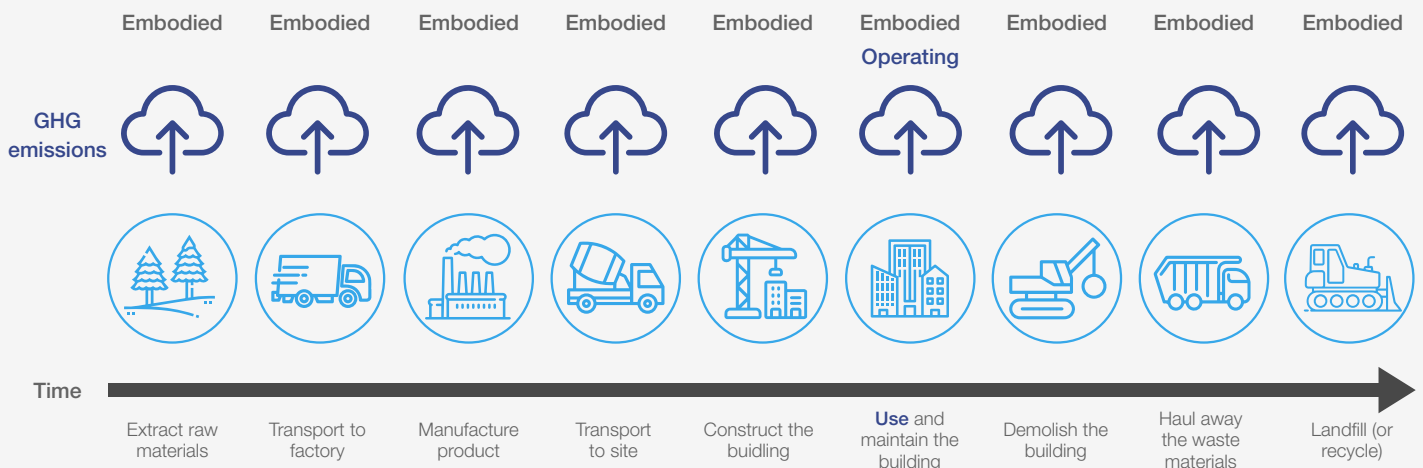 Embodied Embodied Embodied Embodied Embodied Embodied Embodied Embodied Embodied
Operating
GHG
emissions
Time
Extract raw
materials
Transport to
factory
Manufacture
product
Transport
to site
Construct the
buidling
Use and
maintain the
building
Demolish the
building
Haul away
the waste
materials
Landfill (or
recycle)